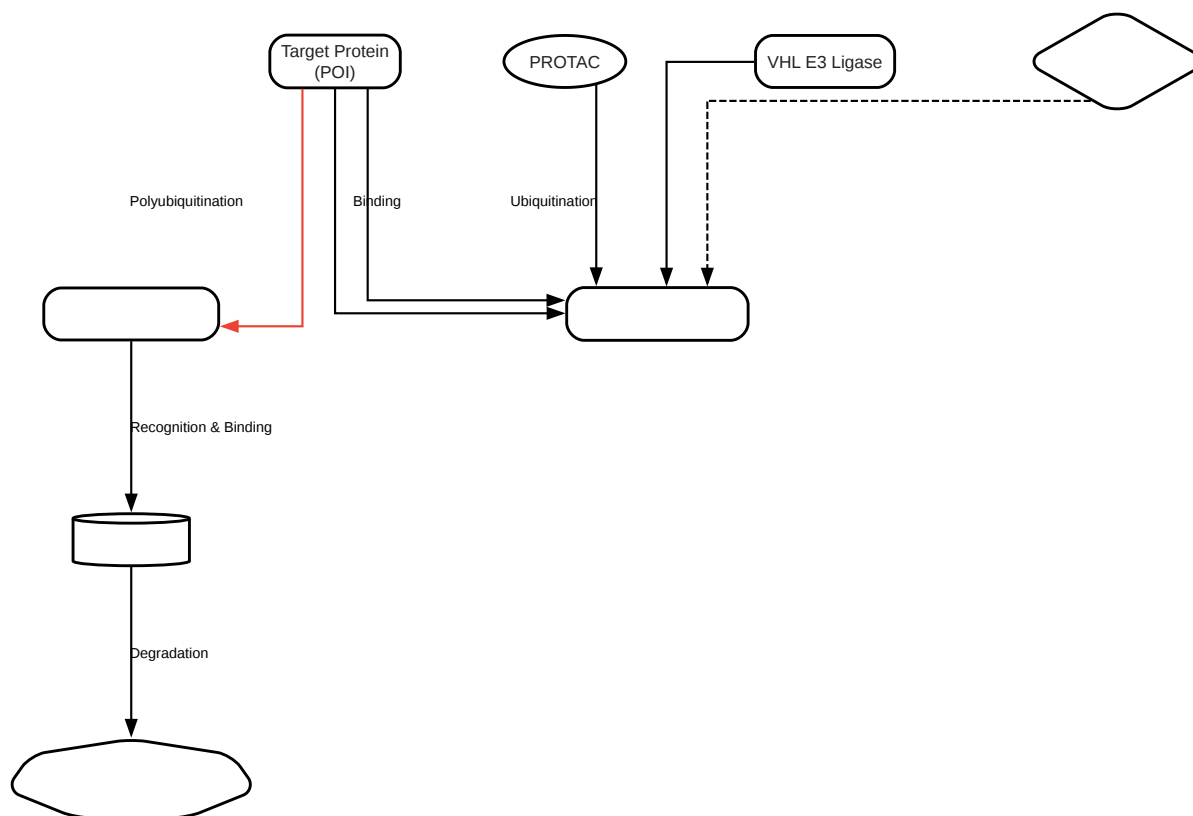 Target Protein
(POI)
PROTAC
VHL E3 Ligase
Polyubiquitination
Binding
Ubiquitination
Recognition & Binding
Degradation